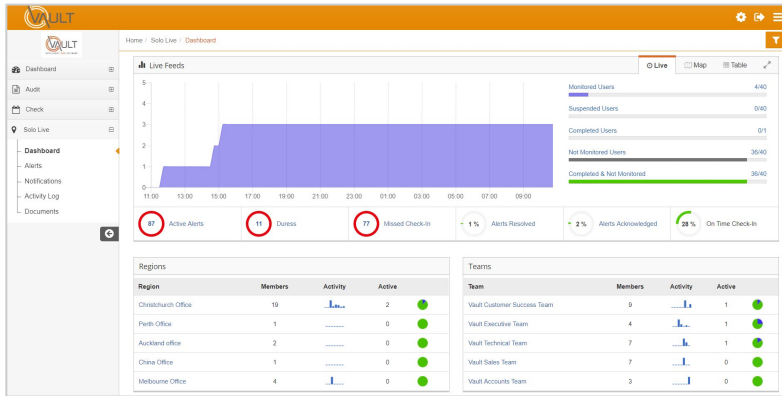 VAULT
VAULT
Home / Solo Live / Dashboard
Dashboard
Audit
Check
Solo Live
Dashboard
Alerts
Notifications
Activity Log
Documents
Live Feeds
Live Map Table
5
4
3
2
1
0
11:00 13:00 15:00 17:00 19:00 21:00 23:00 01:00 03:00 05:00 07:00 09:00
Monitored Users 4/40
Suspended Users 0/40
Completed Users 0/1
Not Monitored Users 36/40
Completed & Not Monitored 36/40
87 Active Alerts 11 Duress 77 Missed Check-In 1 % Alerts Resolved 2 % Alerts Acknowledged 28 % On Time Check-In
Regions
Region Members Activity Active
Christchurch Office 19 2
Perth Office 1 0
Auckland office 2 0
China Office 1 0
Melbourne Office 4 0
Teams
Team Members Activity Active
Vault Customer Success Team 9 1
Vault Executive Team 4 1
Vault Technical Team 7 1
Vault Sales Team 7 0
Vault Accounts Team 3 0